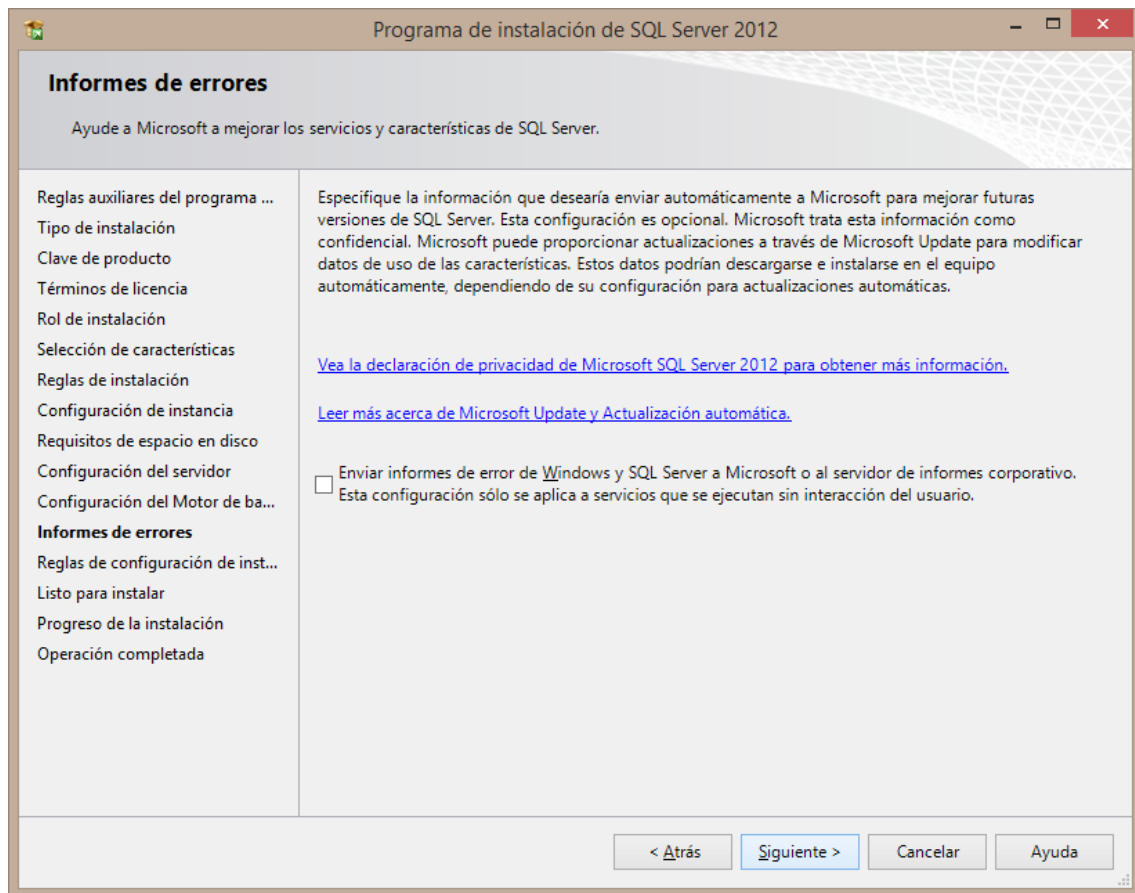 Programa de instalación de SQL Server 2012
Informes de errores
Ayude a Microsoft a mejorar los servicios y características de SQL Server.
Reglas auxiliares del programa ...
Tipo de instalación
Clave de producto
Términos de licencia
Rol de instalación
Selección de características
Reglas de instalación
Configuración de instancia
Requisitos de espacio en disco
Configuración del servidor
Configuración del Motor de ba...
Informes de errores
Reglas de configuración de inst...
Listo para instalar
Progreso de la instalación
Operación completada
Especifique la información que desearía enviar automáticamente a Microsoft para mejorar futuras
versiones de SQL Server. Esta configuración es opcional. Microsoft trata esta información como
confidencial. Microsoft puede proporcionar actualizaciones a través de Microsoft Update para modificar
datos de uso de las características. Estos datos podrían descargarse e instalarse en el equipo
automáticamente, dependiendo de su configuración para actualizaciones automáticas.
Vea la declaración de privacidad de Microsoft SQL Server 2012 para obtener más información.
Leer más acerca de Microsoft Update y Actualización automática.
Enviar informes de error de Windows y SQL Server a Microsoft o al servidor de informes corporativo.
Esta configuración sólo se aplica a servicios que se ejecutan sin interacción del usuario.
< Atrás
Siguiente >
Cancelar
Ayuda